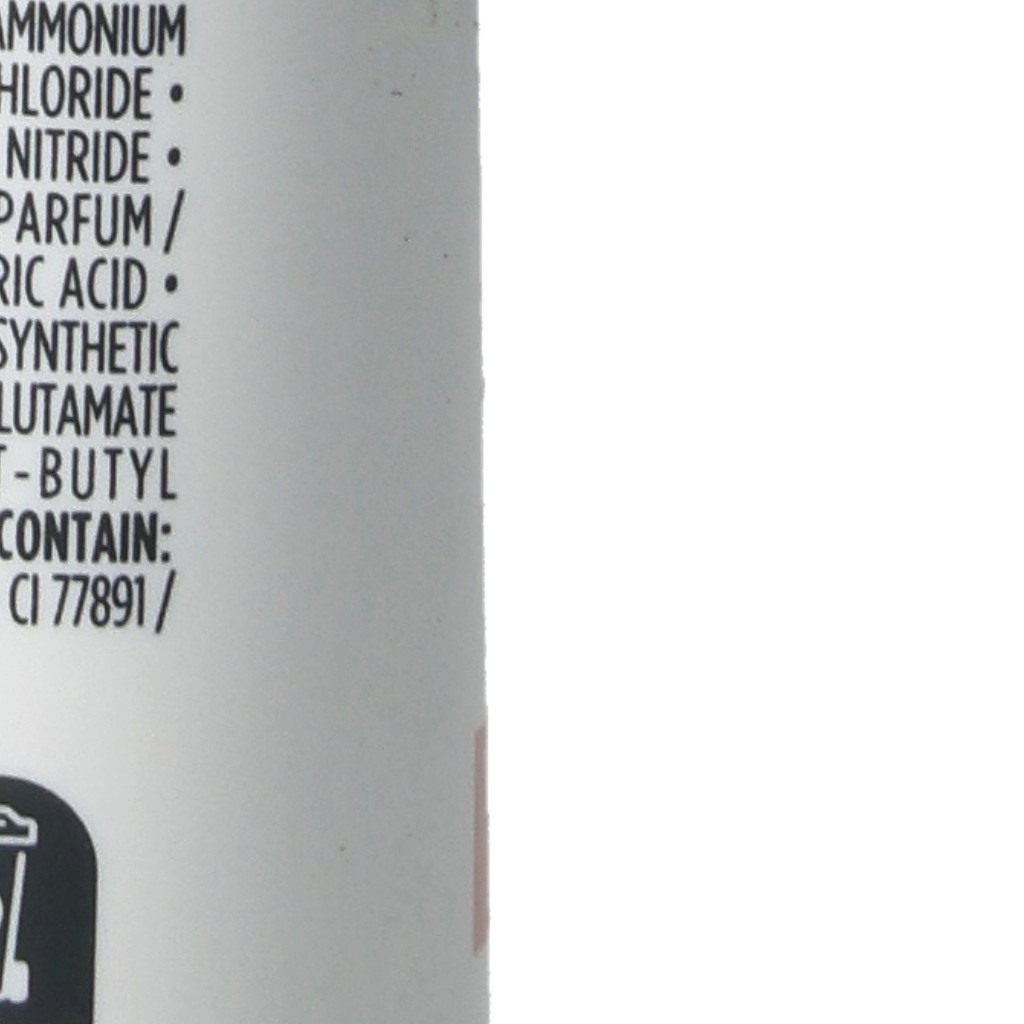 AMMONIUM
HLORIDE •
NITRIDE •
PARFUM /
RIC ACID •
SYNTHETIC
LUTAMATE
T-BUTYL
CONTAIN:
CI 77891 /